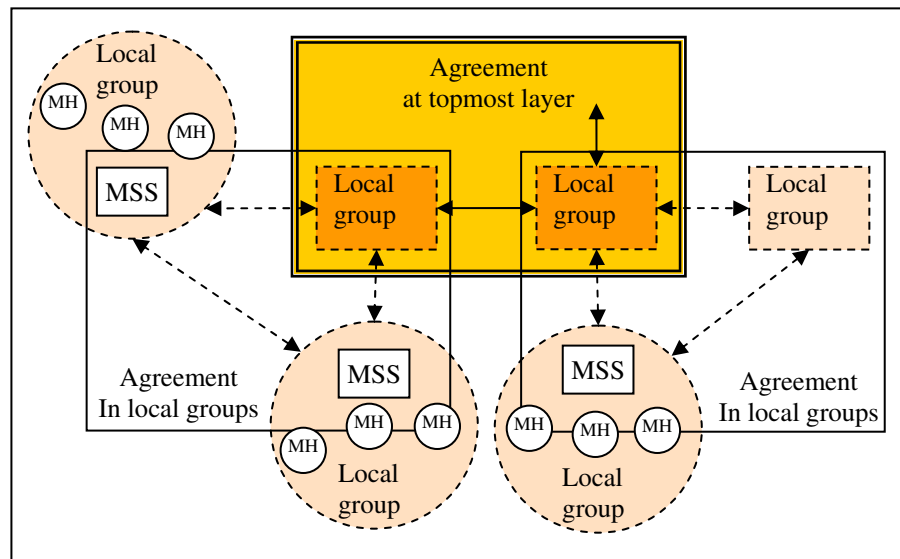 Local
group
MH
MH
MH
MSS
Agreement
at topmost layer
Local
group
Local
group
Local
group
Agreement
In local groups
MSS
MH
MH
MH
Local
group
MSS
MH
MH
MH
Local
group
Agreement
In local groups